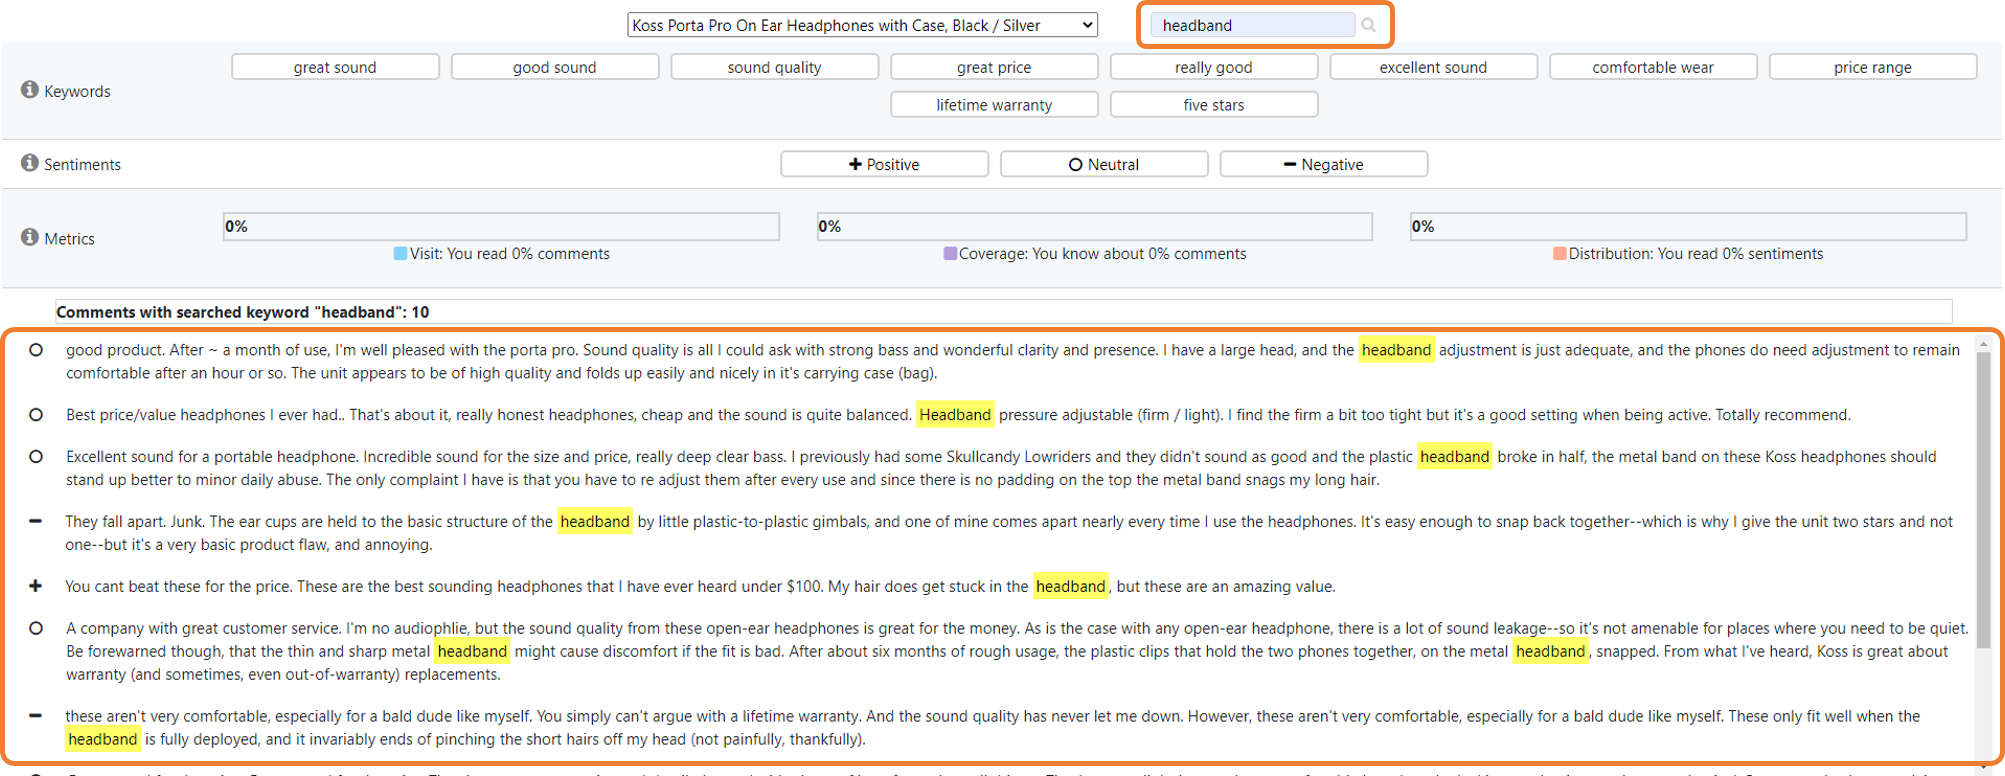 Koss Porta Pro On Ear Headphones with Case, Black / Silver headband
great sound good sound sound quality great price really good excellent sound comfortable wear price range
Keywords
lifetime warranty five stars
Sentiments Positive Neutral Negative
0% 0% 0%
Metrics
Visit: You read 0% comments Coverage: You know about 0% comments Distribution: You read 0% sentiments
Comments with searched keyword "headband": 10
good product. After ~ a month of use, I'm well pleased with the porta pro. Sound quality is all I could ask with strong bass and wonderful clarity and presence. I have a large head, and the headband adjustment is just adequate, and the phones do need adjustment to remain
comfortable after an hour or so. The unit appears to be of high quality and folds up easily and nicely in it's carrying case (bag).
Best price/value headphones I ever had.. That's about it, really honest headphones, cheap and the sound is quite balanced. Headband pressure adjustable (firm / light). I find the firm a bit too tight but it's a good setting when being active. Totally recommend.
Excellent sound for a portable headphone. Incredible sound for the size and price, really deep clear bass. I previously had some Skullcandy Lowriders and they didn't sound as good and the plastic headband broke in half, the metal band on these Koss headphones should
stand up better to minor daily abuse. The only complaint I have is that you have to re adjust them after every use and since there is no padding on the top the metal band snags my long hair.
They fall apart. Junk. The ear cups are held to the basic structure of the headband by little plastic-to-plastic gimbals, and one of mine comes apart nearly every time I use the headphones. It's easy enough to snap back together--which is why I give the unit two stars and not
one--but it's a very basic product flaw, and annoying.
You cant beat these for the price. These are the best sounding headphones that I have ever heard under $100. My hair does get stuck in the headband, but these are an amazing value.
A company with great customer service. I'm no audiophlie, but the sound quality from these open-ear headphones is great for the money. As is the case with any open-ear headphone, there is a lot of sound leakage--so it's not amenable for places where you need to be quiet.
Be forewarned though, that the thin and sharp metal headband might cause discomfort if the fit is bad. After about six months of rough usage, the plastic clips that hold the two phones together, on the metal headband, snapped. From what I've heard, Koss is great about
warranty (and sometimes, even out-of-warranty) replacements.
these aren't very comfortable, especially for a bald dude like myself. You simply can't argue with a lifetime warranty. And the sound quality has never let me down. However, these aren't very comfortable, especially for a bald dude like myself. These only fit well when the
headband is fully deployed, and it invariably ends of pinching the short hairs off my head (not painfully, thankfully).